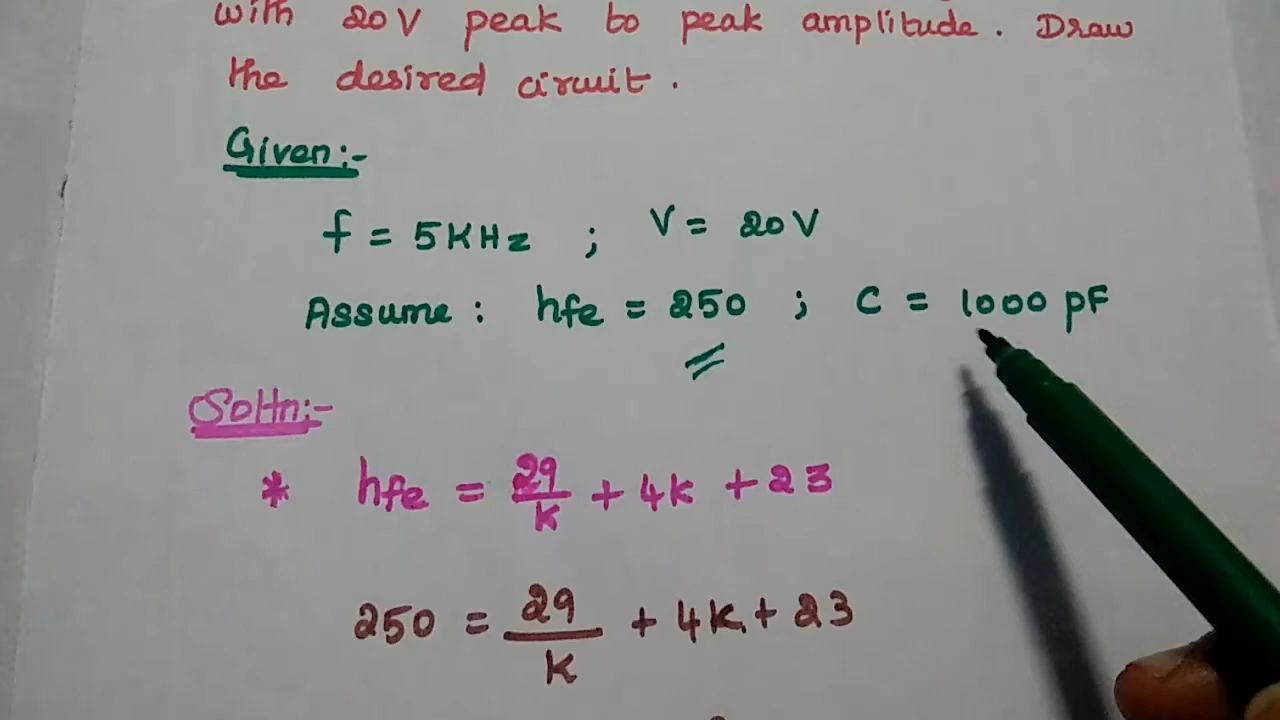 with 20V peak to peak amplitude. Draw
the desired circuit.
Given:-
f = 5KHz ; V = 20V
Assume : hfe = 250 ; C = 1000 pF
Soltn:-
* hfe = 29/k + 4k + 23
250 = 29/k + 4k + 23